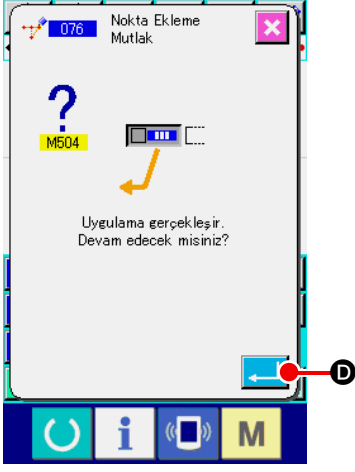 076 Nokta Ekleme
Mutlak
?
M504
Uygulama gerçekleşir.
Devam edecek misiniz?
D
i M